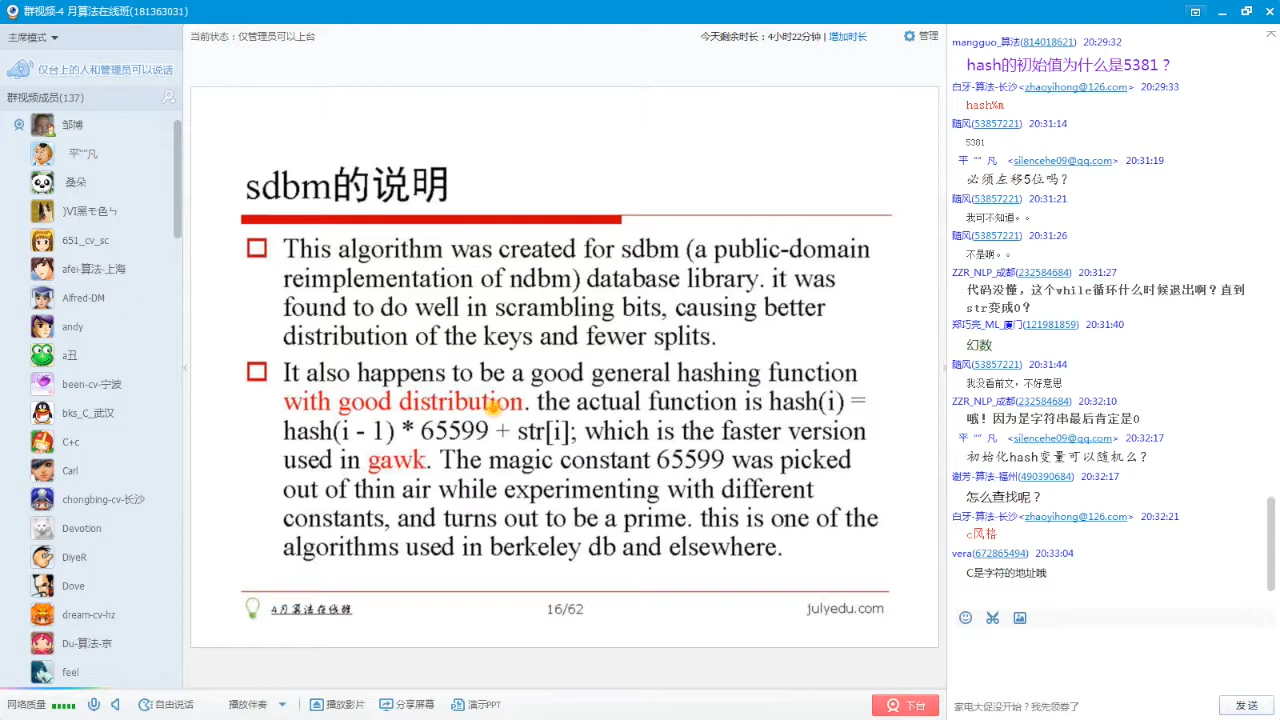 群视频-4 月算法在线班(181363031)
主席模式
仅台上的人和管理员可以说话
群视频成员(137)
邹博
平"''凡
桑朵
)VI黑モ色ㄣ
651_cv_sc
afei-算法-上海
Alfred-DM
andy
a丑
been-cv-宁波
bks_C_武汉
C+c
Carl
chongbing-cv-长沙
Devotion
DiyeR
Dove
dream-cv-hz
Du-算法-京
feel
网络质量
自由说话
播放伴奏
播放影片
分享屏幕
演示PPT
下台
当前状态：仅管理员可以上台
今天剩余时长：4小时22分钟 | 增加时长
管理
sdbm的说明
This algorithm was created for sdbm (a public-domain
reimplementation of ndbm) database library. it was
found to do well in scrambling bits, causing better
distribution of the keys and fewer splits.
It also happens to be a good general hashing function
with good distribution. the actual function is hash(i) =
hash(i - 1) * 65599 + str[i]; which is the faster version
used in gawk. The magic constant 65599 was picked
out of thin air while experimenting with different
constants, and turns out to be a prime. this is one of the
algorithms used in berkeley db and elsewhere.
4月算法在线班
16/62
julyedu.com
mangguo_算法(814018621) 20:29:32
hash的初始值为什么是5381？
白牙-算法-长沙<zhaoyihong@126.com> 20:29:33
hash%m
随风(53857221) 20:31:14
5381
平 "'' 凡 <silencehe09@qq.com> 20:31:19
必须左移5位吗？
随风(53857221) 20:31:21
我可不知道。。
随风(53857221) 20:31:26
不是啊。。
ZZR_NLP_成都(232584684) 20:31:27
代码没懂，这个while循环什么时候退出啊？直到
str变成0？
郑巧亮_ML_厦门(121981859) 20:31:40
幻数
随风(53857221) 20:31:44
我没看前文，不好意思
ZZR_NLP_成都(232584684) 20:32:10
哦！因为是字符串最后肯定是0
平 "'' 凡 <silencehe09@qq.com> 20:32:17
初始化hash变量可以随机么？
谢芳-算法-福州(490390684) 20:32:17
怎么查找呢？
白牙-算法-长沙<zhaoyihong@126.com> 20:32:21
c风格
vera(672865494) 20:33:04
C是字符的地址哦
家电大促没开始？我先领券了
发送